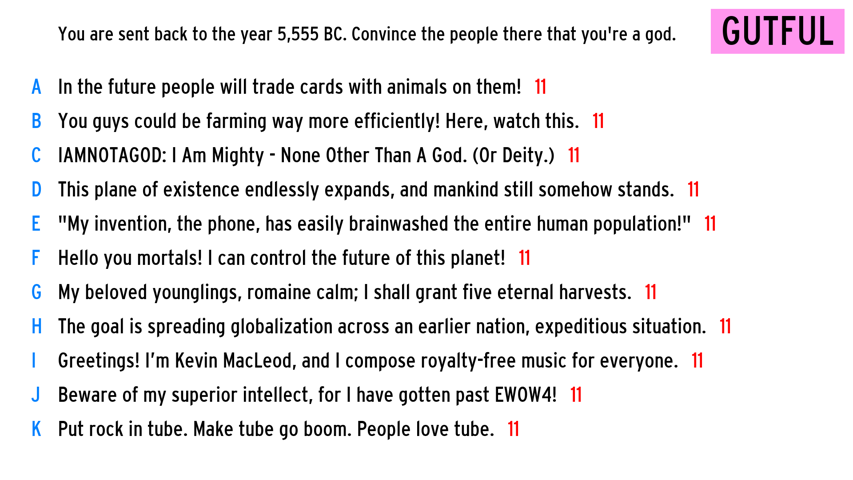 You are sent back to the year 5,555 BC. Convince the people there that you're a god.
GUTFUL
A In the future people will trade cards with animals on them! 11
B You guys could be farming way more efficiently! Here, watch this. 11
C IAMNOTAGOD: I Am Mighty - None Other Than A God. (Or Deity.) 11
D This plane of existence endlessly expands, and mankind still somehow stands. 11
E "My invention, the phone, has easily brainwashed the entire human population!" 11
F Hello you mortals! I can control the future of this planet! 11
G My beloved younglings, romaine calm; I shall grant five eternal harvests. 11
H The goal is spreading globalization across an earlier nation, expeditious situation. 11
I Greetings! I’m Kevin MacLeod, and I compose royalty-free music for everyone. 11
J Beware of my superior intellect, for I have gotten past EWOW4! 11
K Put rock in tube. Make tube go boom. People love tube. 11